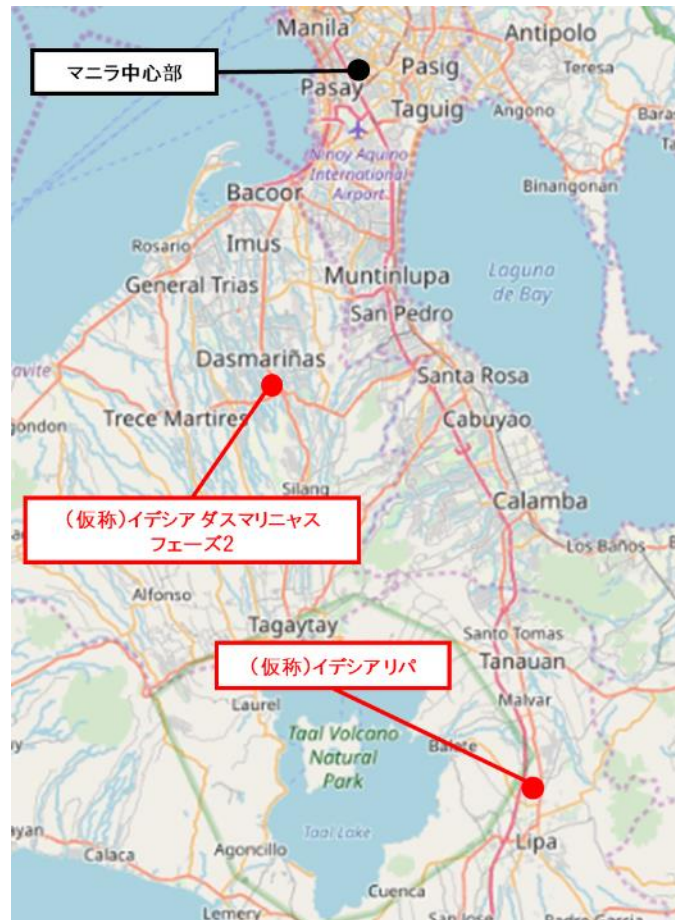 Manila
Antipolo
マニラ中心部
Pasig
Teresa
Pasay
Taguig
Angono
Baras
Ninoy Aquino
International
Airport
Binangonan
Bacoor
Rosario
Imus
General Trias
Muntinlupa
Laguna
de Bay
San Pedro
Dasmariñas
Santa Rosa
Trece Martires
Cabuyao
Silang
(仮称)イデシア ダスマリニャス
フェーズ2
Calamba
Los Baños
Alfonso
Tagaytay
Santo Tomas
(仮称)イデシア リパ
Tanauan
Laurel
Malvar
Taal Volcano
Natural
Park
Balete
Taal Lake
Lipa
Calaca
Agoncillo
Cuenca
Lemery